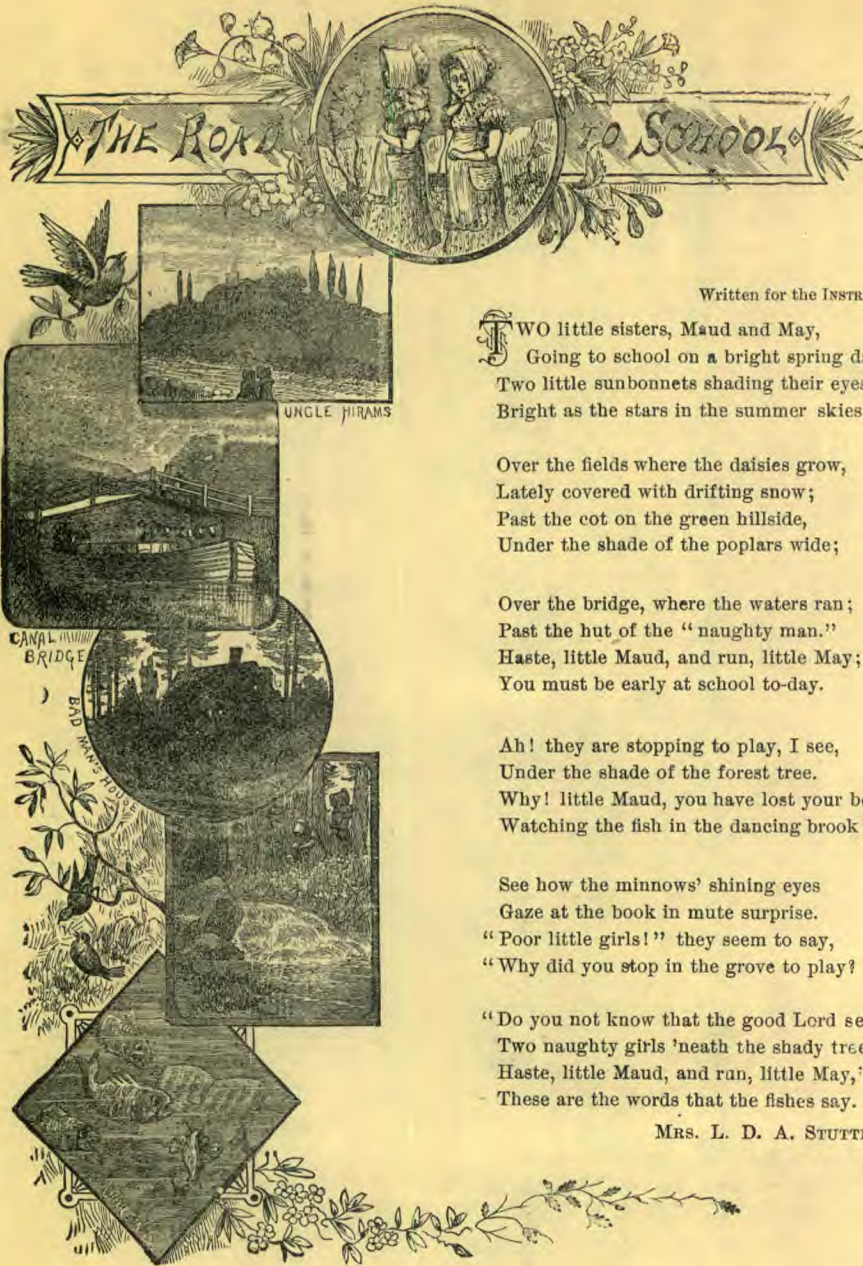 THE ROAD TO SCHOOL
UNCLE HIRAMS
CANAL
BRIDGE
BAD MAN'S HOUSE
Written for the INSTR
TWO little sisters, Maud and May,
Going to school on a bright spring d
Two little sunbonnets shading their eyes
Bright as the stars in the summer skies
Over the fields where the daisies grow,
Lately covered with drifting snow;
Past the cot on the green hillside,
Under the shade of the poplars wide;
Over the bridge, where the waters ran;
Past the hut of the "naughty man."
Haste, little Maud, and run, little May;
You must be early at school to-day.
Ah! they are stopping to play, I see,
Under the shade of the forest tree.
Why! little Maud, you have lost your b
Watching the fish in the dancing brook
See how the minnows' shining eyes
Gaze at the book in mute surprise.
"Poor little girls!" they seem to say,
"Why did you stop in the grove to play?
"Do you not know that the good Lord se
Two naughty girls 'neath the shady tree
Haste, little Maud, and run, little May,"
These are the words that the fishes say.
MRS. L. D. A. STUTT